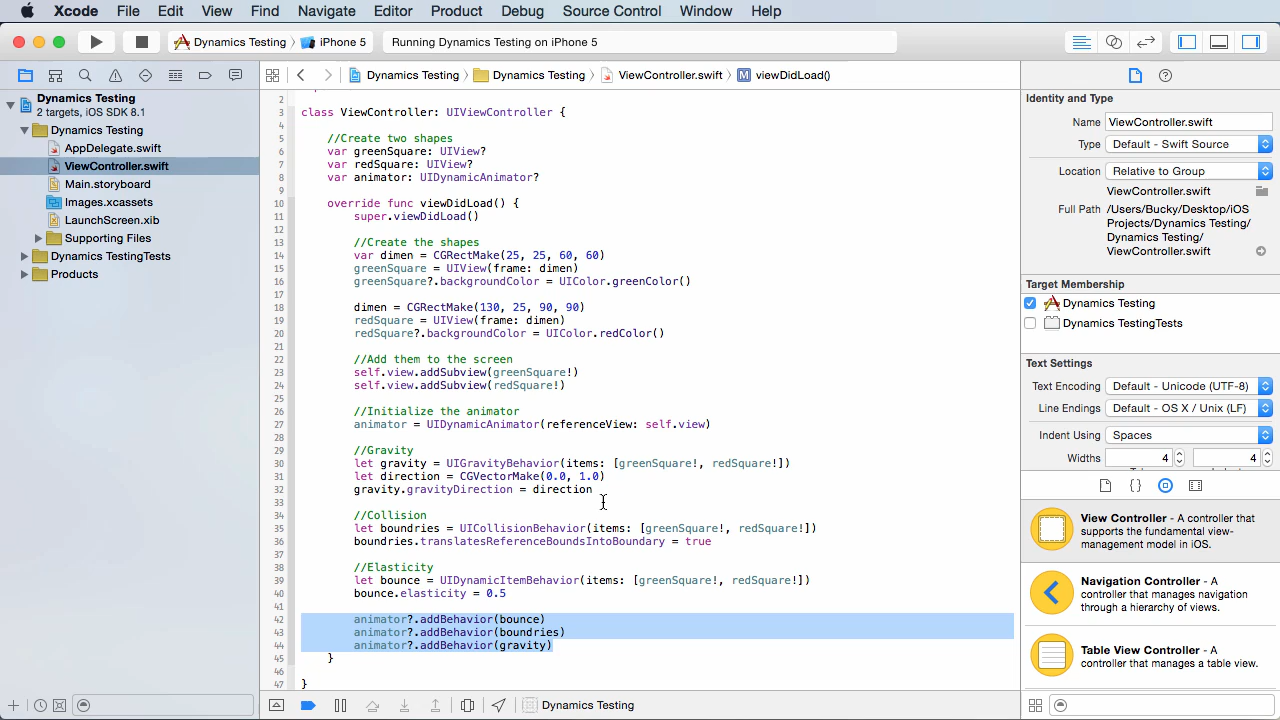 Xcode File Edit View Find Navigate Editor Product Debug Source Control Window Help
Dynamics Testing iPhone 5 Running Dynamics Testing on iPhone 5
Dynamics Testing Dynamics Testing ViewController.swift M viewDidLoad()
Dynamics Testing
2 targets, iOS SDK 8.1
Dynamics Testing
AppDelegate.swift
ViewController.swift
Main.storyboard
Images.xcassets
LaunchScreen.xib
Supporting Files
Dynamics TestingTests
Products
2
3 class ViewController: UIViewController {
4
5 //Create two shapes
6 var greenSquare: UIView?
7 var redSquare: UIView?
8 var animator: UIDynamicAnimator?
9
10 override func viewDidLoad() {
11 super.viewDidLoad()
12
13 //Create the shapes
14 var dimen = CGRectMake(25, 25, 60, 60)
15 greenSquare = UIView(frame: dimen)
16 greenSquare?.backgroundColor = UIColor.greenColor()
17
18 dimen = CGRectMake(130, 25, 90, 90)
19 redSquare = UIView(frame: dimen)
20 redSquare?.backgroundColor = UIColor.redColor()
21
22 //Add them to the screen
23 self.view.addSubview(greenSquare!)
24 self.view.addSubview(redSquare!)
25
26 //Initialize the animator
27 animator = UIDynamicAnimator(referenceView: self.view)
28
29 //Gravity
30 let gravity = UIGravityBehavior(items: [greenSquare!, redSquare!])
31 let direction = CGVectorMake(0.0, 1.0)
32 gravity.gravityDirection = direction
33
34 //Collision
35 let boundries = UICollisionBehavior(items: [greenSquare!, redSquare!])
36 boundries.translatesReferenceBoundsIntoBoundary = true
37
38 //Elasticity
39 let bounce = UIDynamicItemBehavior(items: [greenSquare!, redSquare!])
40 bounce.elasticity = 0.5
41
42 animator?.addBehavior(bounce)
43 animator?.addBehavior(boundries)
44 animator?.addBehavior(gravity)
45 }
46
47 }
Dynamics Testing
Identity and Type
Name ViewController.swift
Type Default - Swift Source
Location Relative to Group
ViewController.swift
Full Path /Users/Bucky/Desktop/iOS
Projects/Dynamics Testing/
Dynamics Testing/
ViewController.swift
Target Membership
Dynamics Testing
Dynamics TestingTests
Text Settings
Text Encoding Default - Unicode (UTF-8)
Line Endings Default - OS X / Unix (LF)
Indent Using Spaces
Widths 4 4
{}
View Controller - A controller that
supports the fundamental view-
management model in iOS.
Navigation Controller - A
controller that manages navigation
through a hierarchy of views.
Table View Controller - A
controller that manages a table view.